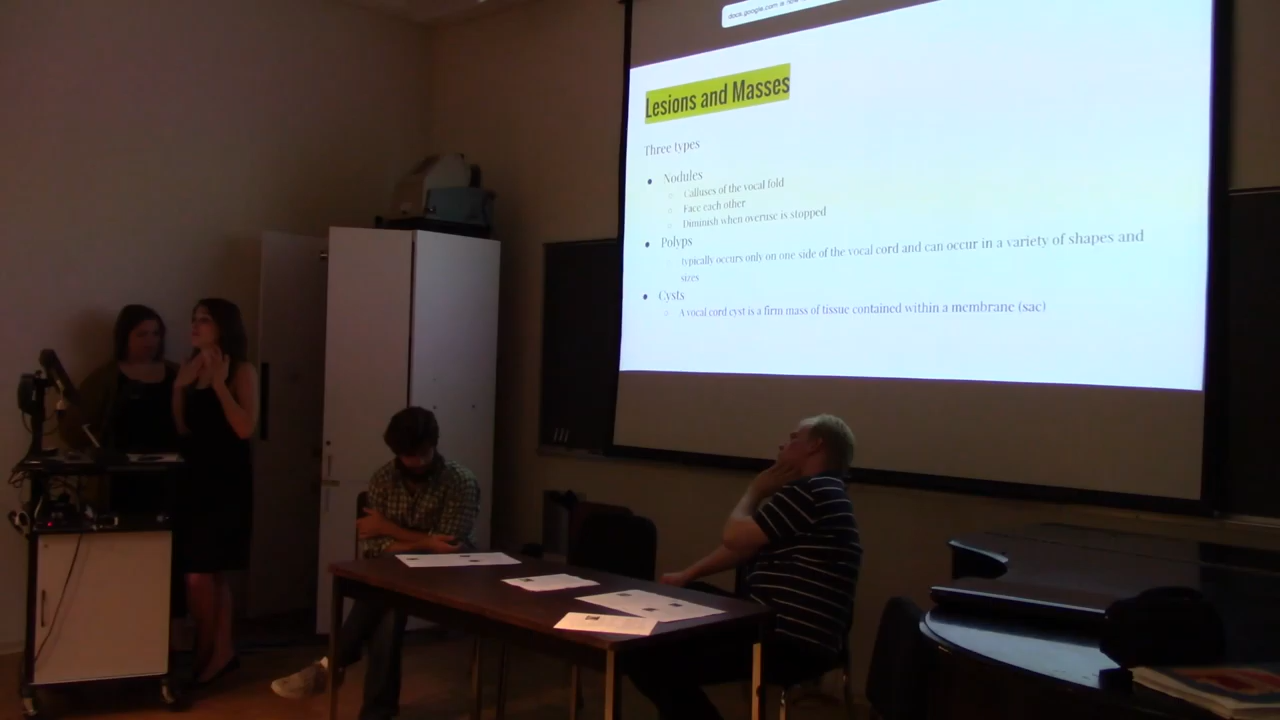 docs.google.com is
Lesions and Masses
Three types
Nodules
Calluses of the vocal fold
Face each other
Diminish when overuse is stopped
Polyps
typically occurs only on one side of the vocal cord and can occur in a variety of shapes and
sizes
Cysts
A vocal cord cyst is a firm mass of tissue contained within a membrane (sac)